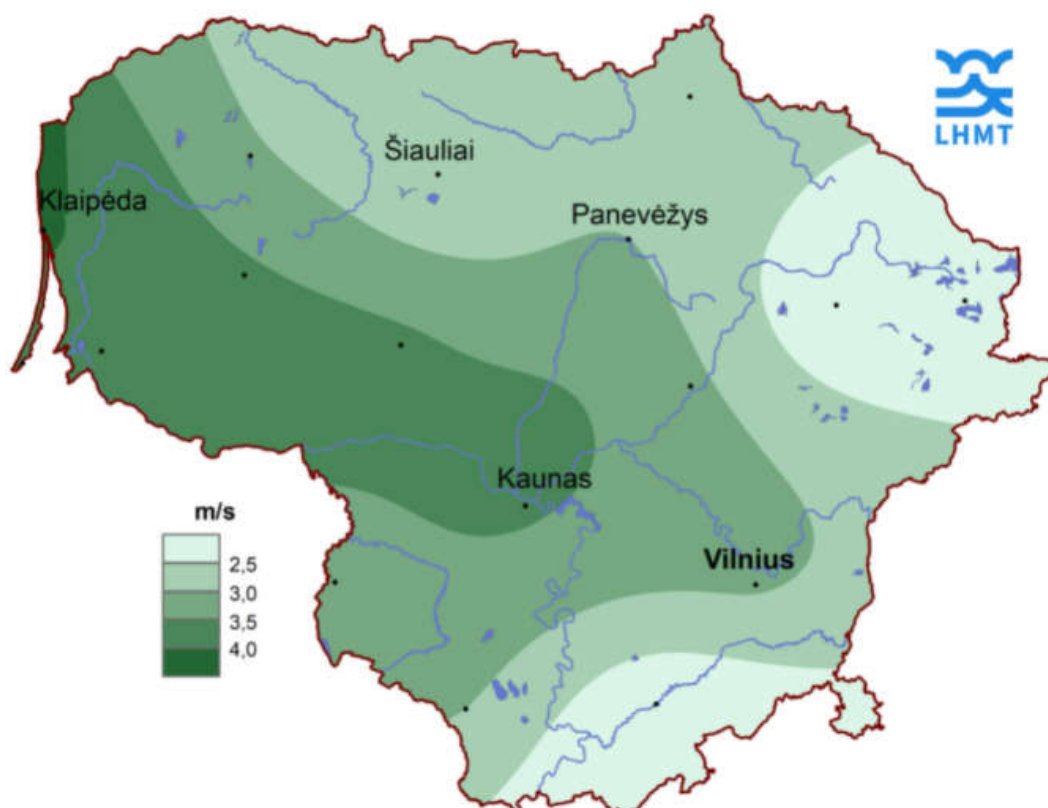 LHMT
Šiauliai
Klaipėda
Panevėžys
Kaunas
m/s
Vilnius
2,5
3,0
3,5
4,0